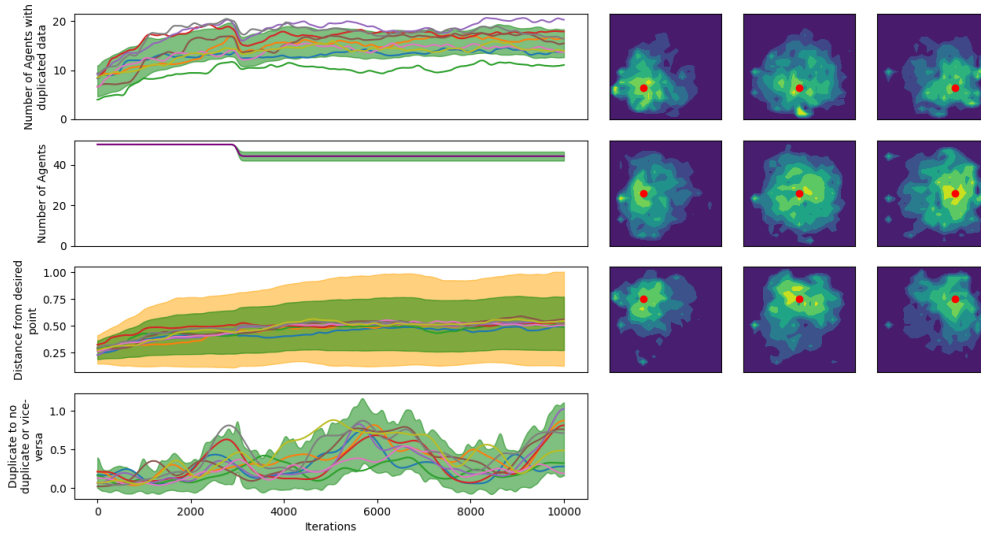 Number of Agents with
duplicated data
20
10
0
Number of Agents
40
20
0
Distance from desired
point
1.00
0.75
0.50
0.25
Duplicate to no
duplicate or vice-
versa
1.0
0.5
0.0
0
2000
4000
6000
8000
10000
Iterations